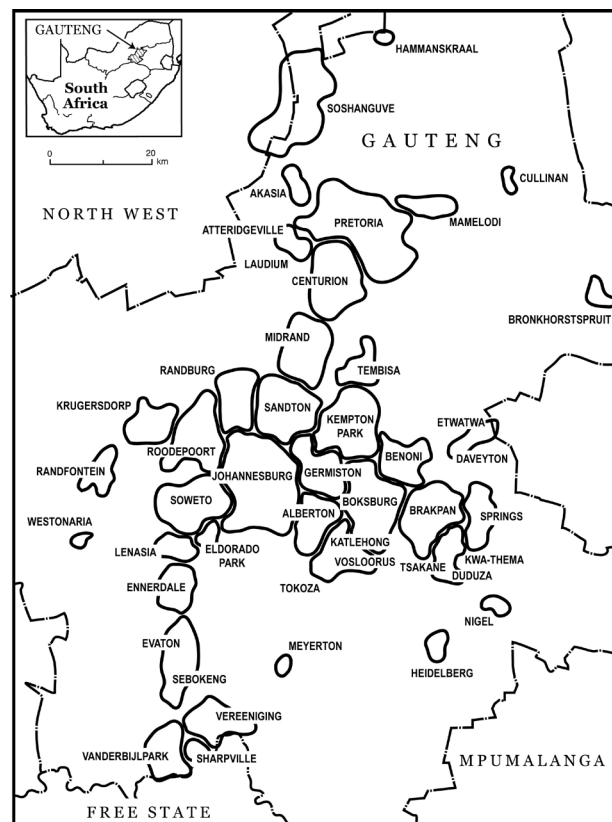 GAUTENG
South
Africa
0
20
km
HAMMANSKRAAL
SOSHANGUVE
GAUTENG
CULLINAN
AKASIA
NORTH WEST
PRETORIA
MAMELODI
ATTERIDGEVILLE
LAUDIUM
CENTURION
BRONKHORSTSPRUIT
MIDRAND
RANDBURG
TEMBISA
KRUGERSDORP
SANDTON
KEMPTON
PARK
ETWATWA
ROODEPOORT
BENONI
DAVEYTON
RANDFONTEIN
JOHANNESBURG
GERMISTON
SOWETO
BOKSBURG
BRAKPAN
SPRINGS
WESTONARIA
ALBERTON
LENASIA
ELDORADO
PARK
KATLEHONG
VOSLOORUS
TSAKANE
KWA-THEMA
DUDUZA
ENNERDALE
TOKOZA
NIGEL
EVATON
MEYERTON
HEIDELBERG
SEBOKENG
VEREENIGING
VANDERBIJLPARK
SHARPVILLE
MPUMALANGA
FREE STATE